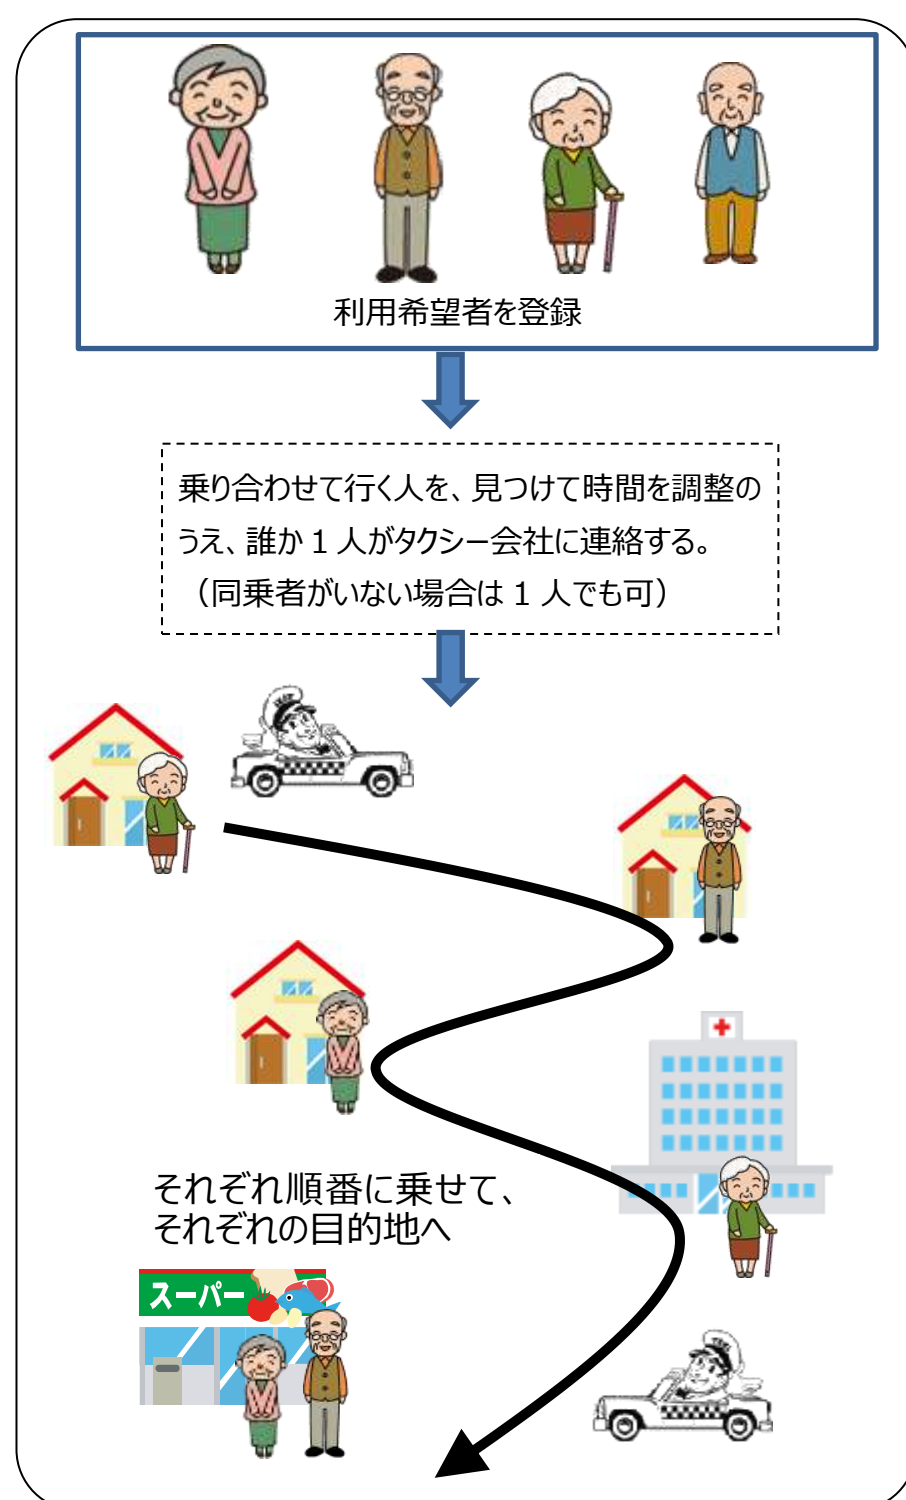 利用希望者を登録
乗り合わせて行く人を、見つけて時間を調整の
うえ、誰か1人がタクシー会社に連絡する。
（同乗者がいない場合は1人でも可）
それぞれ順番に乗せて、
それぞれの目的地へ
スーパー